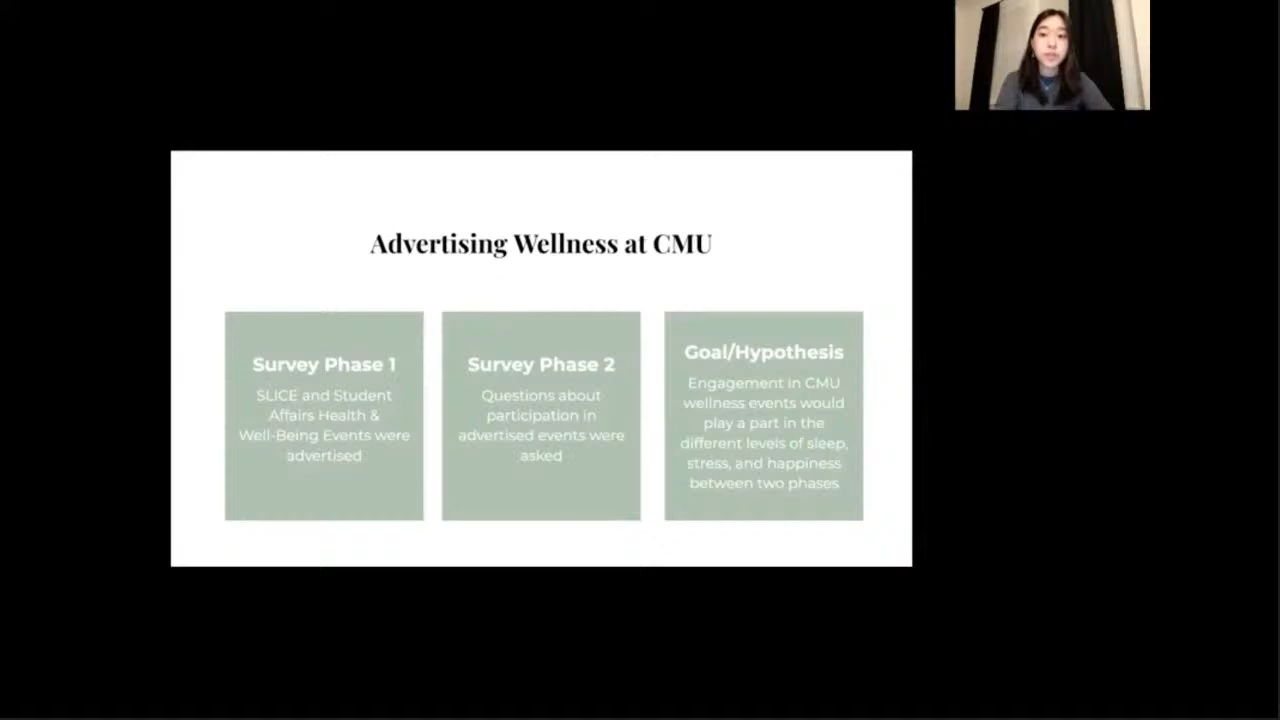 Advertising Wellness at CMU
Survey Phase 1
SLICE and Student
Affairs Health &
Well-Being Events were
advertised
Survey Phase 2
Questions about
participation in
advertised events were
asked
Goal/Hypothesis
Engagement in CMU
wellness events would
play a part in the
different levels of sleep,
stress, and happiness
between two phases